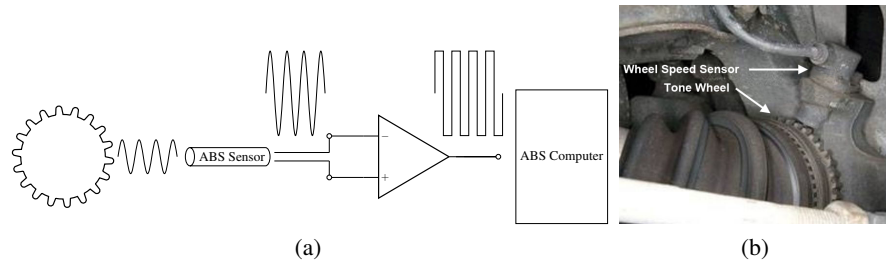 ABS Sensor
−
+
ABS Computer
(a)
Wheel Speed Sensor
Tone Wheel
(b)